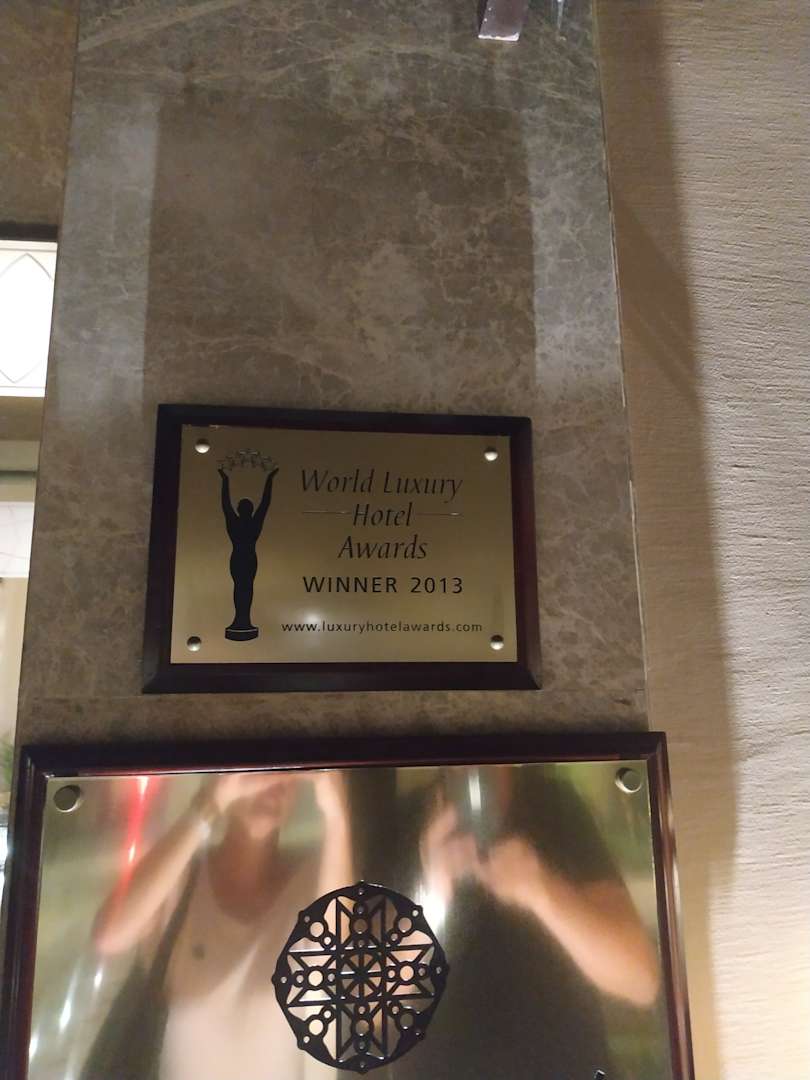 World Luxury
Hotel
Awards
WINNER 2013
www.luxuryhotelawards.com